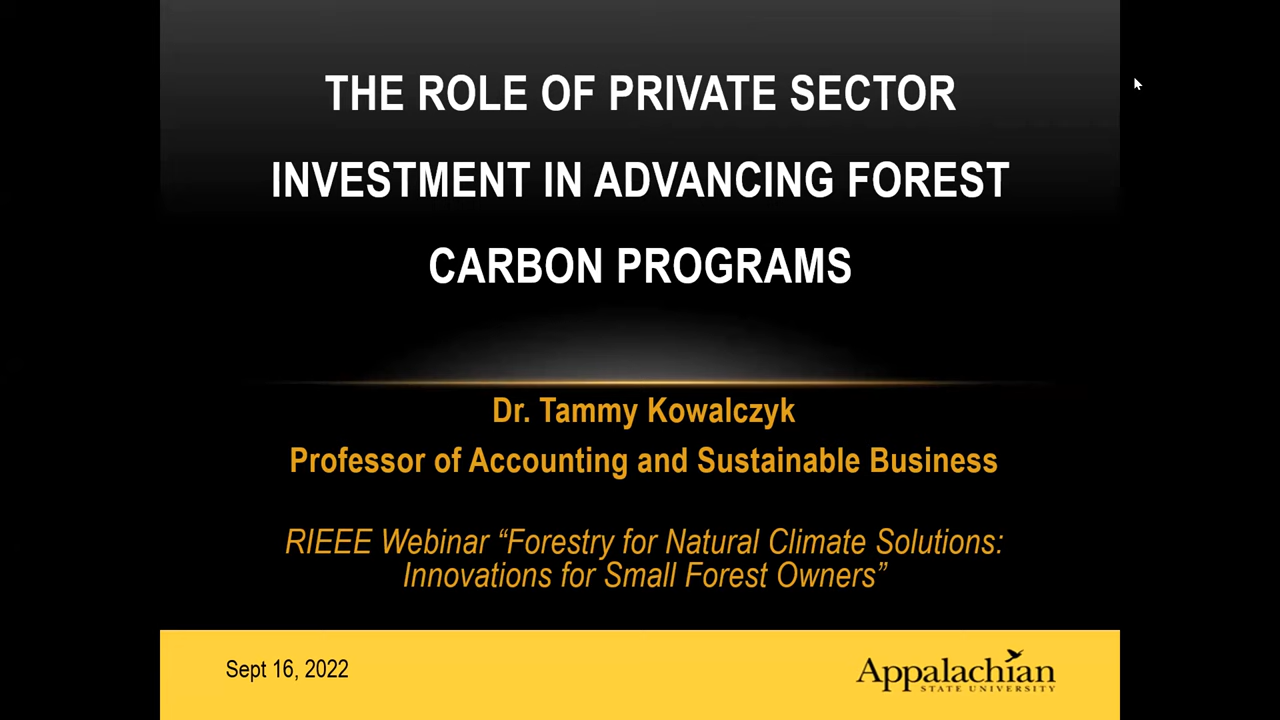 THE ROLE OF PRIVATE SECTOR
INVESTMENT IN ADVANCING FOREST
CARBON PROGRAMS
Dr. Tammy Kowalczyk
Professor of Accounting and Sustainable Business
RIEEE Webinar “Forestry for Natural Climate Solutions:
Innovations for Small Forest Owners”
Sept 16, 2022
Appalachian
STATE UNIVERSITY